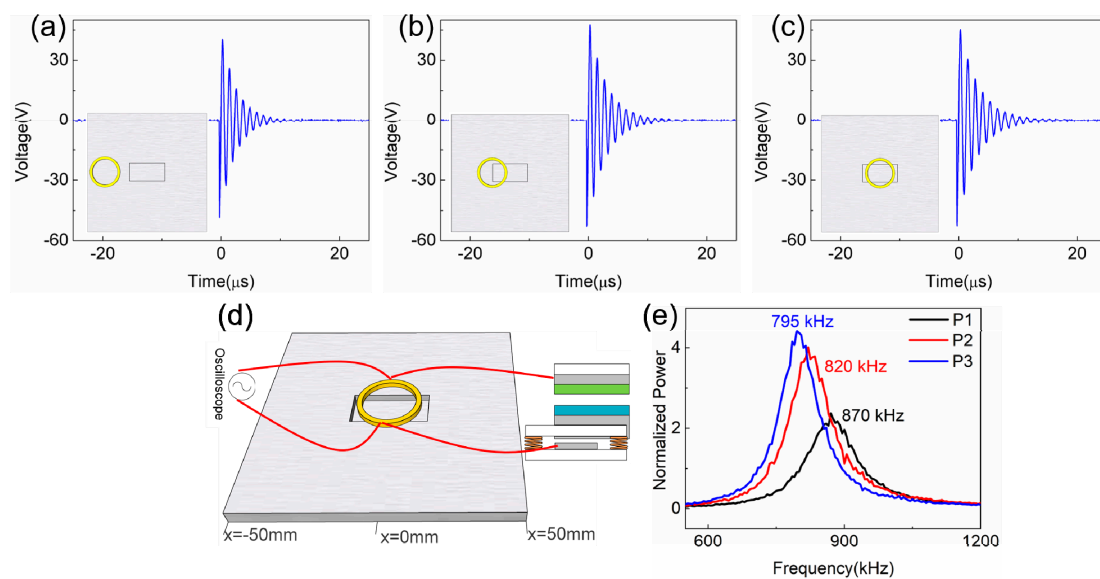 (a)
30
0
-30
-60
Voltage(V)
-20
0
20
Time(μs)
(b)
30
0
-30
-60
Voltage(V)
-20
0
20
Time(μs)
(c)
30
0
-30
-60
Voltage(V)
-20
0
20
Time(μs)
(d)
Oscilloscope
x=-50mm
x=0mm
x=50mm
(e)
795 kHz
820 kHz
870 kHz
P1
P2
P3
4
2
0
Normalized Power
600
900
1200
Frequency(kHz)